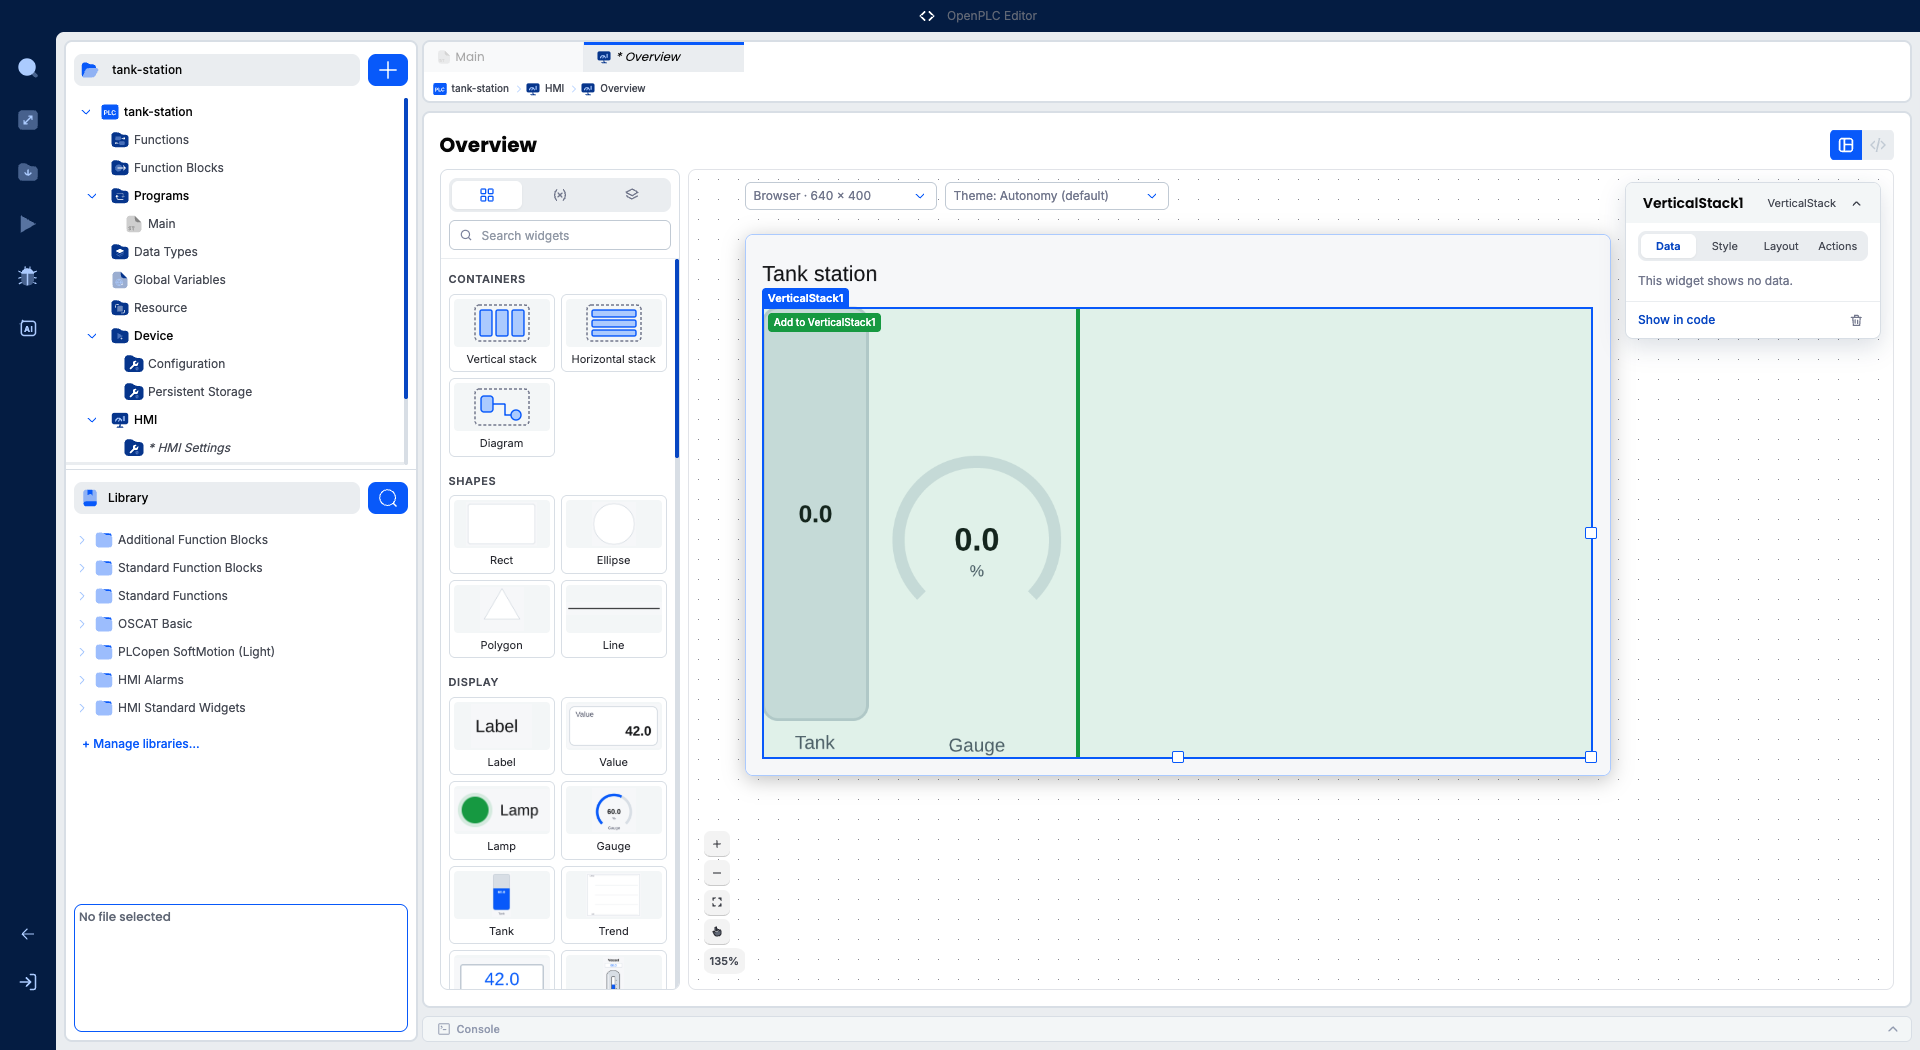 OpenPLC Editor
tank-station
Main
* Overview
tank-station
HMI
Overview
PLC
tank-station
Functions
Function Blocks
Programs
Main
Data Types
Global Variables
Resource
Device
Configuration
Persistent Storage
HMI
* HMI Settings
Library
Additional Function Blocks
Standard Function Blocks
Standard Functions
OSCAT Basic
PLCopen SoftMotion (Light)
HMI Alarms
HMI Standard Widgets
+ Manage libraries...
No file selected
AI
Overview
Search widgets
CONTAINERS
Vertical stack
Horizontal stack
Diagram
SHAPES
Rect
Ellipse
Polygon
Line
DISPLAY
Label
Label
Value
42.0
Value
Lamp
Lamp
60.0
Gauge
Tank
Trend
42.0
Browser · 640 × 400
Theme: Autonomy (default)
Tank station
VerticalStack1
Add to VerticalStack1
0.0
Tank
0.0
%
Gauge
+
−
135%
VerticalStack1
VerticalStack
Data
Style
Layout
Actions
This widget shows no data.
Show in code
Console